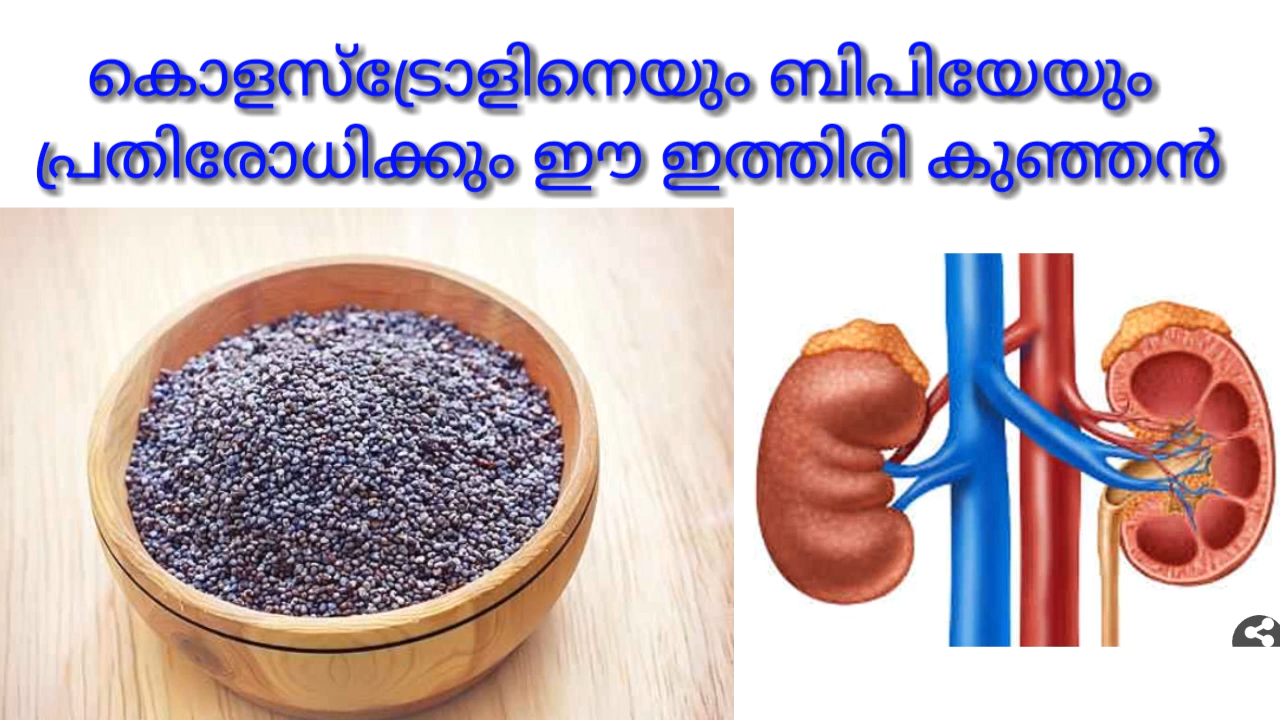 കൊളസ്ട്രോളിനെയും ബിപിയേയും
പ്രതിരോധിക്കും ഈ ഇത്തിരി കുഞ്ഞൻ